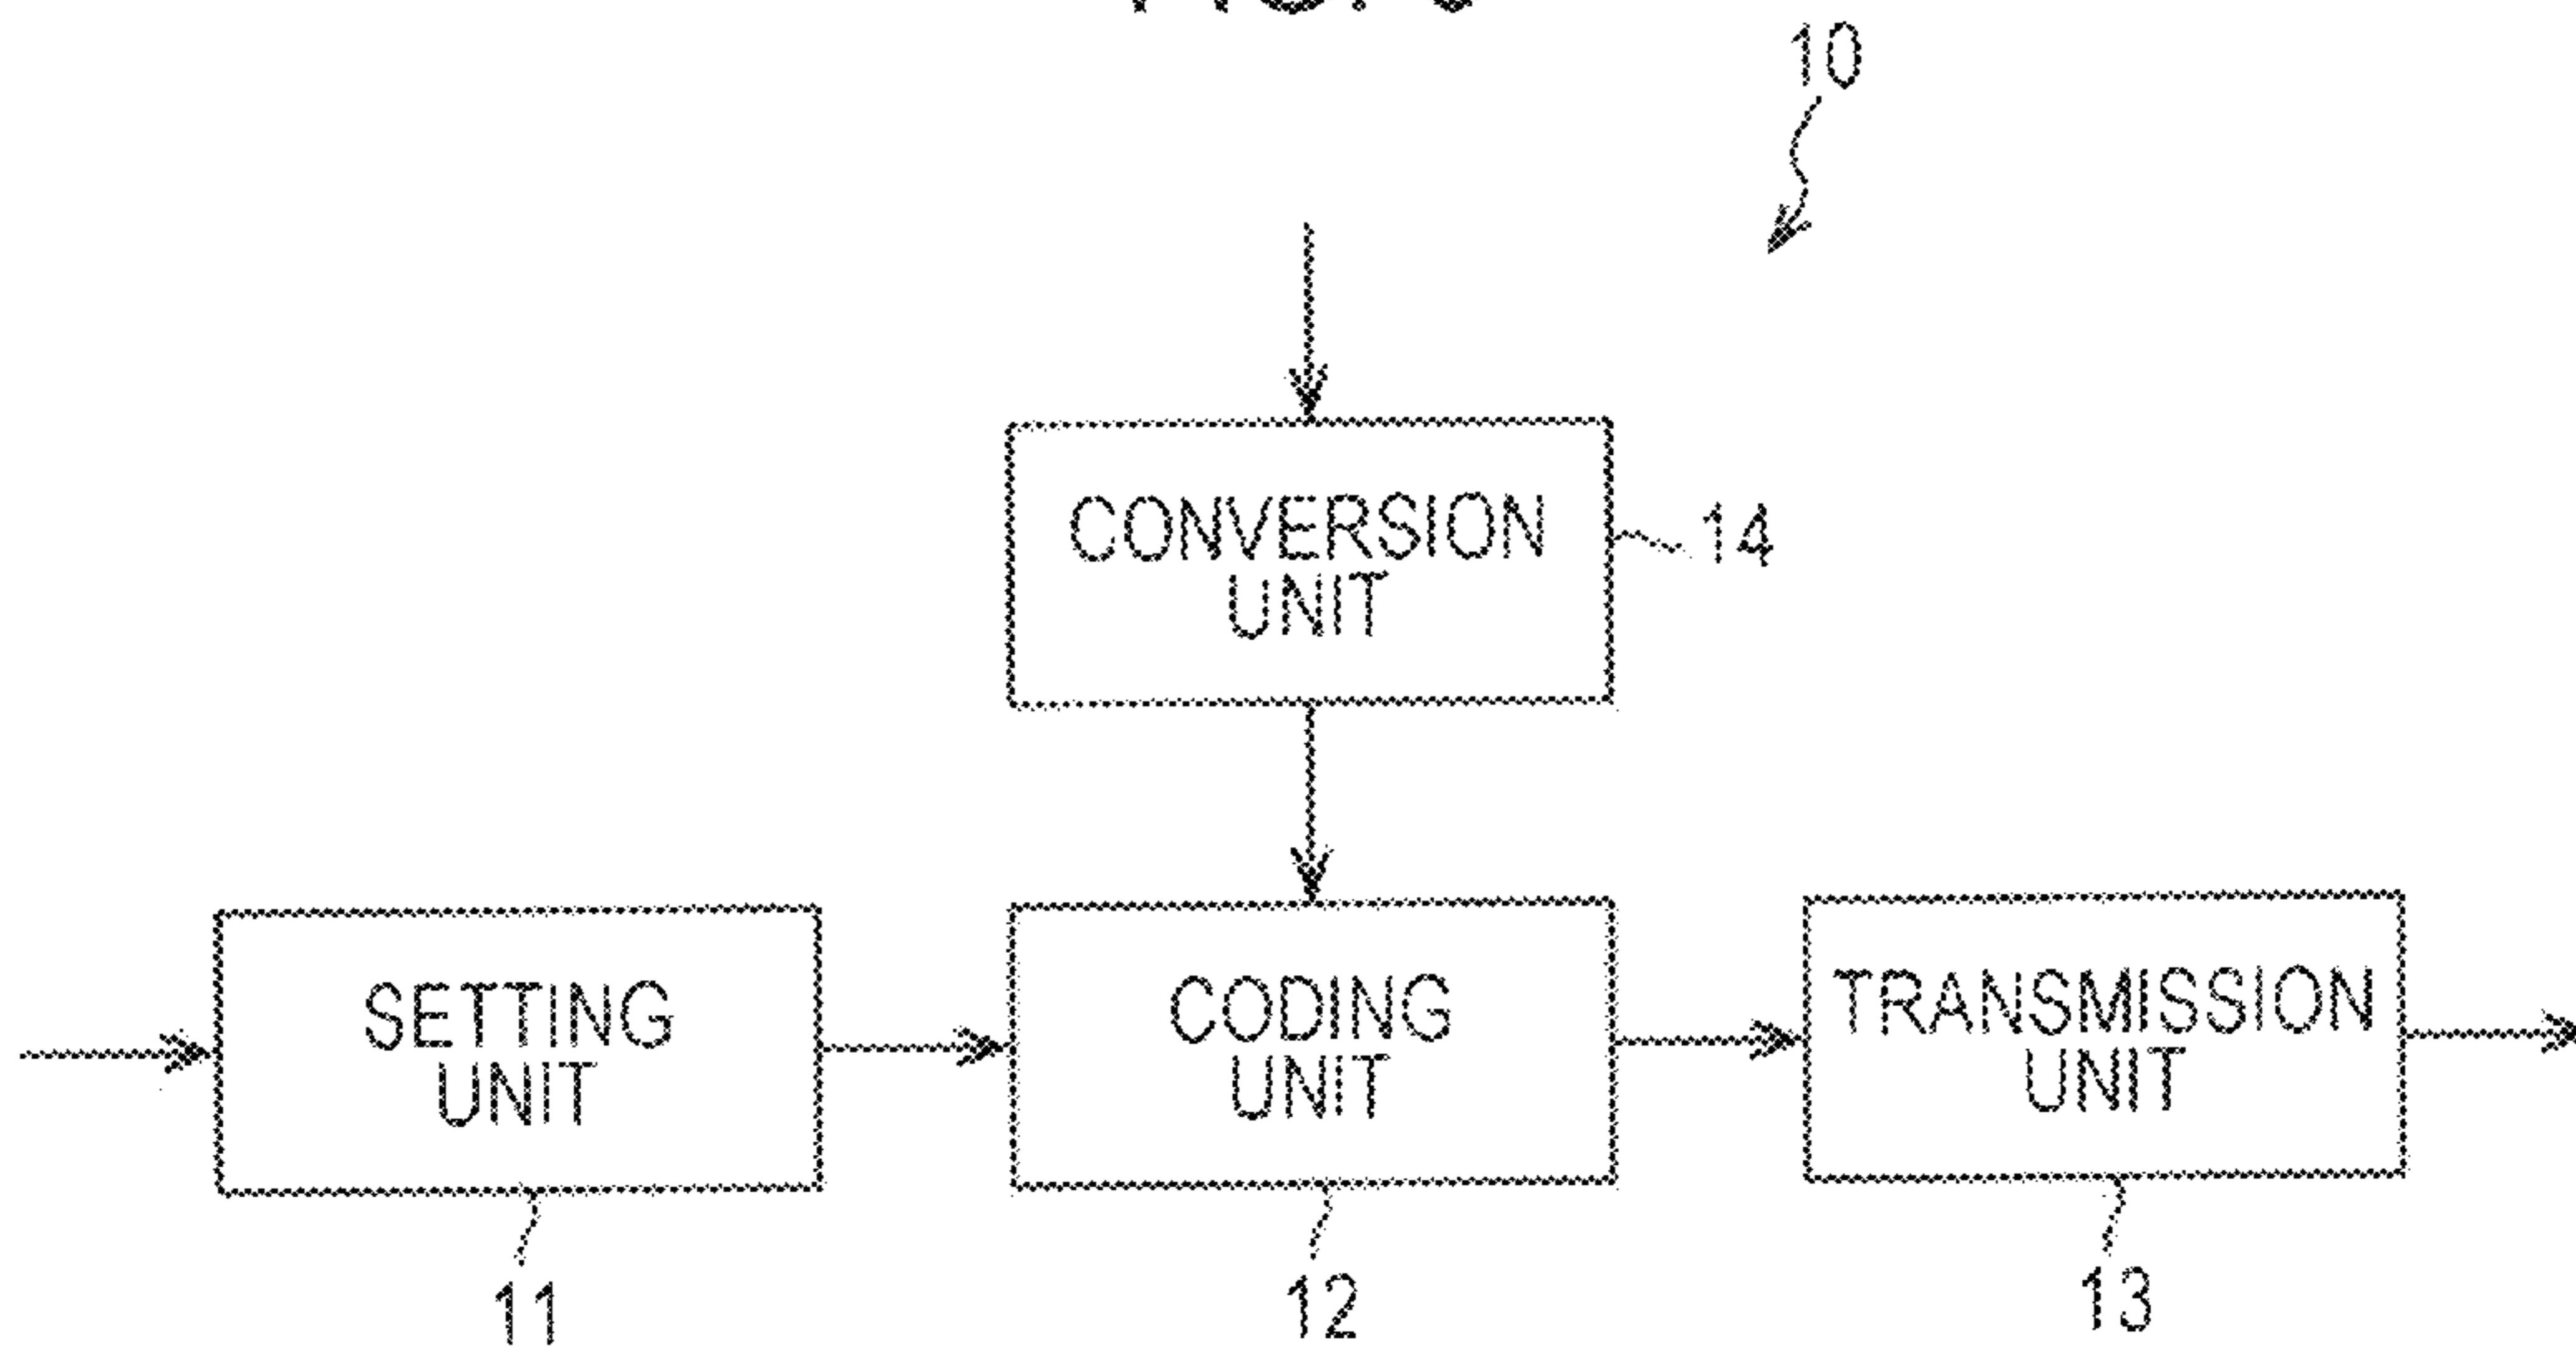 10
CONVERSION
UNIT
14
SETTING
UNIT
CODING
UNIT
TRANSMISSION
UNIT
11
12
13